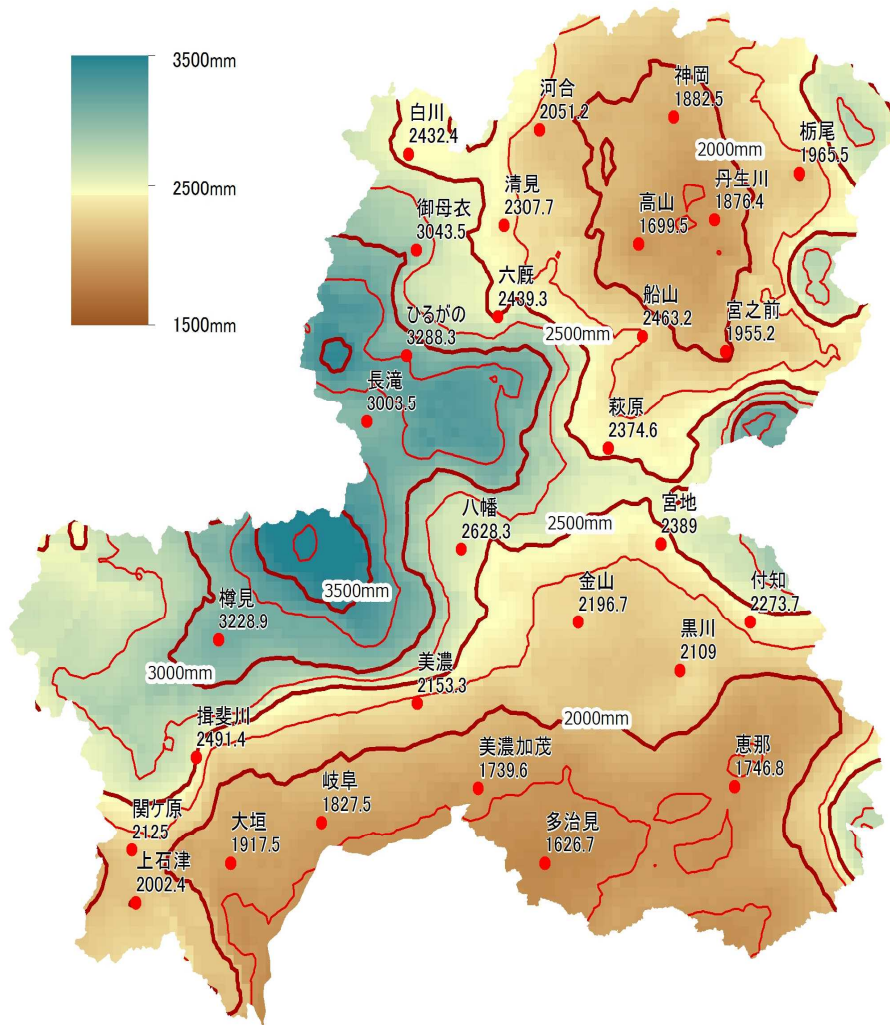 3500mm
2500mm
1500mm
神岡
1882.5
河合
2051.2
白川
2432.4
栃尾
1965.5
2000mm
丹生川
1876.4
清見
2307.7
高山
1699.5
御母衣
3043.5
六厩
2439.3
船山
2463.2
宮之前
1955.2
ひるがの
3288.3
2500mm
長滝
3003.5
萩原
2374.6
八幡
2628.3
2500mm
宮地
2389
3500mm
金山
2196.7
付知
2273.7
樽見
3228.9
黒川
2109
3000mm
美濃
2153.3
揖斐川
2491.4
2000mm
美濃加茂
1739.6
恵那
1746.8
岐阜
1827.5
関ケ原
2125
大垣
1917.5
多治見
1626.7
上石津
2002.4